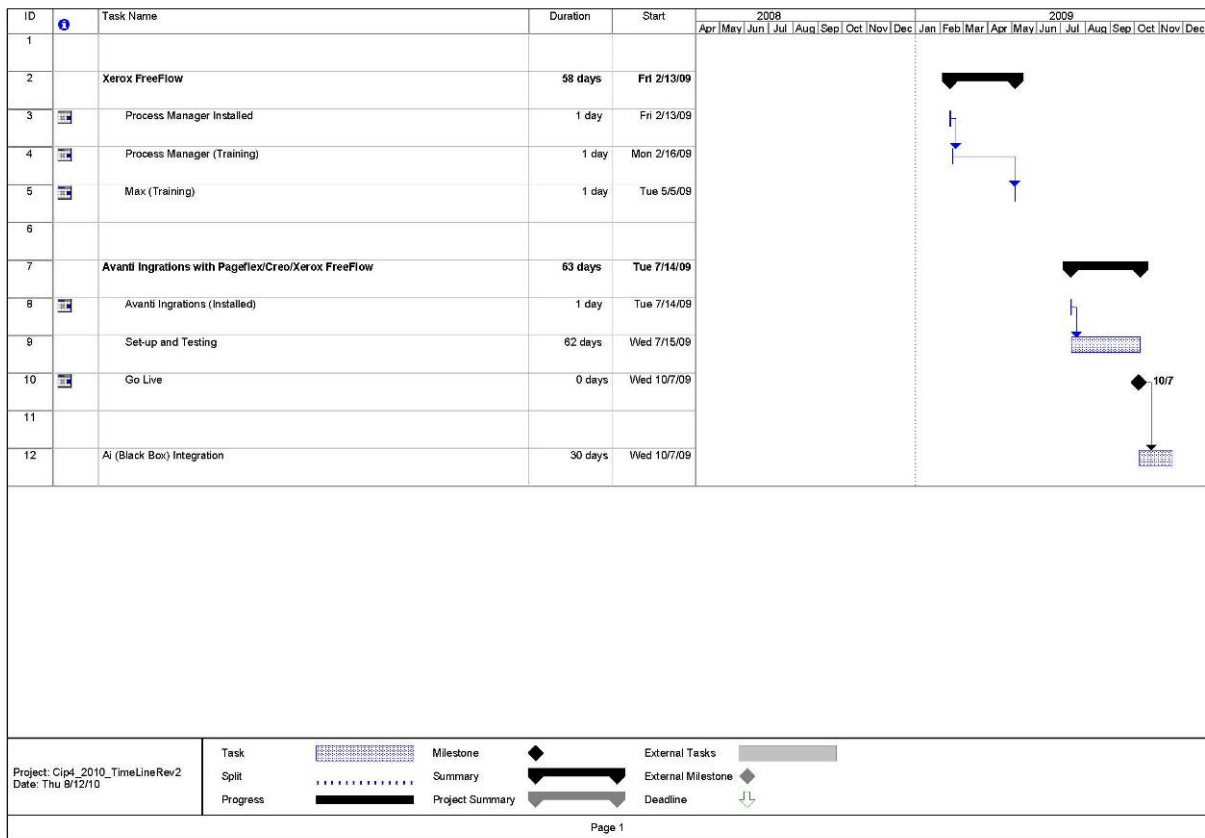 ID Task Name Duration Start 2008 2009
Apr May Jun Jul Aug Sep Oct Nov Dec Jan Feb Mar Apr May Jun Jul Aug Sep Oct Nov Dec
1
2 Xerox FreeFlow 58 days Fri 2/13/09
3 Process Manager Installed 1 day Fri 2/13/09
4 Process Manager (Training) 1 day Mon 2/16/09
5 Max (Training) 1 day Tue 5/5/09
6
7 Avanti Ingrations with Pageflex/Creo/Xerox FreeFlow 63 days Tue 7/14/09
8 Avanti Ingrations (Installed) 1 day Tue 7/14/09
9 Set-up and Testing 62 days Wed 7/15/09
10 Go Live 0 days Wed 10/7/09 10/7
11
12 Ai (Black Box) Integration 30 days Wed 10/7/09
Project: Cip4_2010_TimeLineRev2
Date: Thu 8/12/10
Task Milestone External Tasks
Split Summary External Milestone
Progress Project Summary Deadline
Page 1